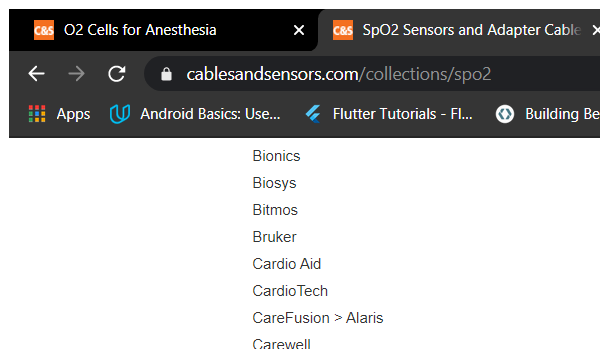 C&S O2 Cells for Anesthesia
C&S SpO2 Sensors and Adapter Cable
cablesandsensors.com/collections/spo2
Apps Android Basics: Use... Flutter Tutorials - Fl... Building Be
Bionics
Biosys
Bitmos
Bruker
Cardio Aid
CardioTech
CareFusion > Alaris
Carewell